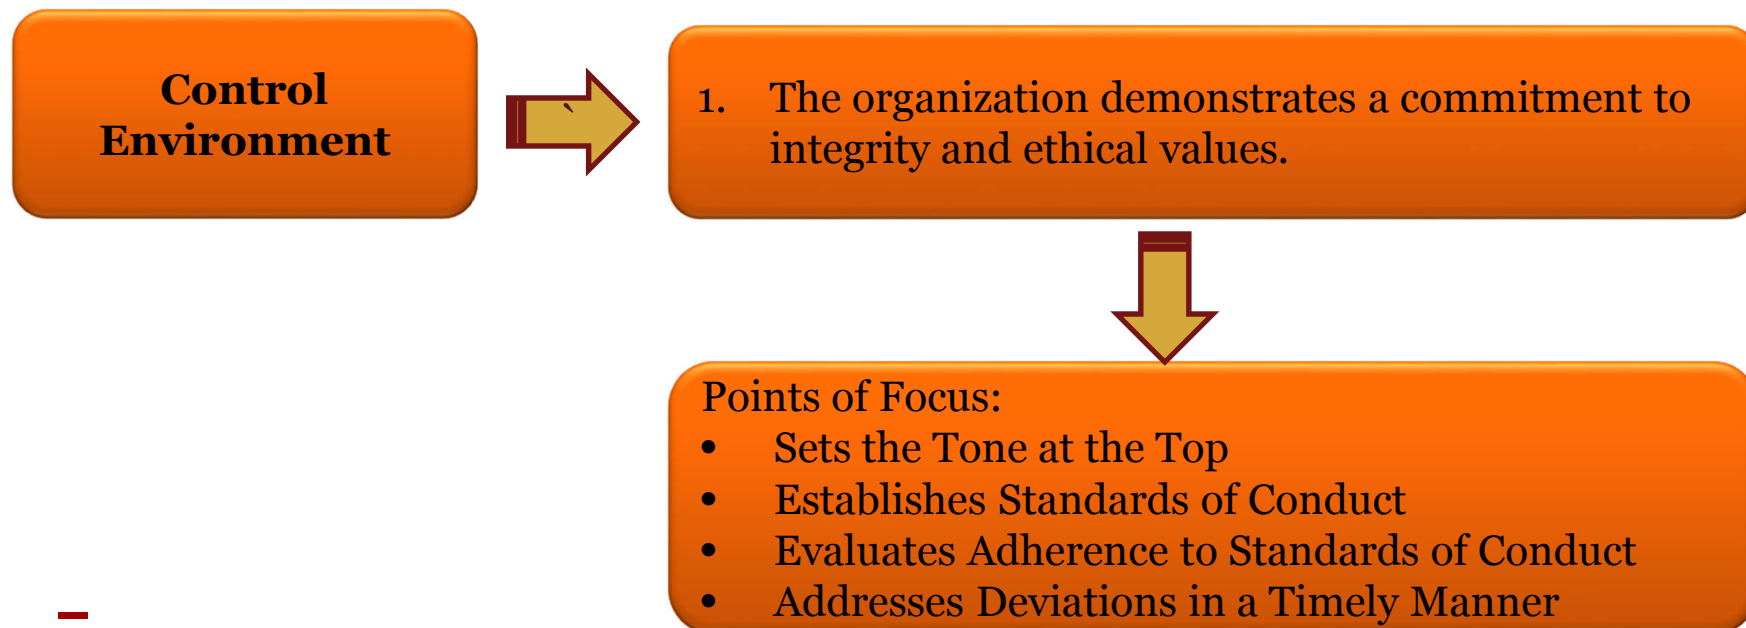 Control
Environment
`
1. The organization demonstrates a commitment to
integrity and ethical values.
Points of Focus:
• Sets the Tone at the Top
• Establishes Standards of Conduct
• Evaluates Adherence to Standards of Conduct
• Addresses Deviations in a Timely Manner